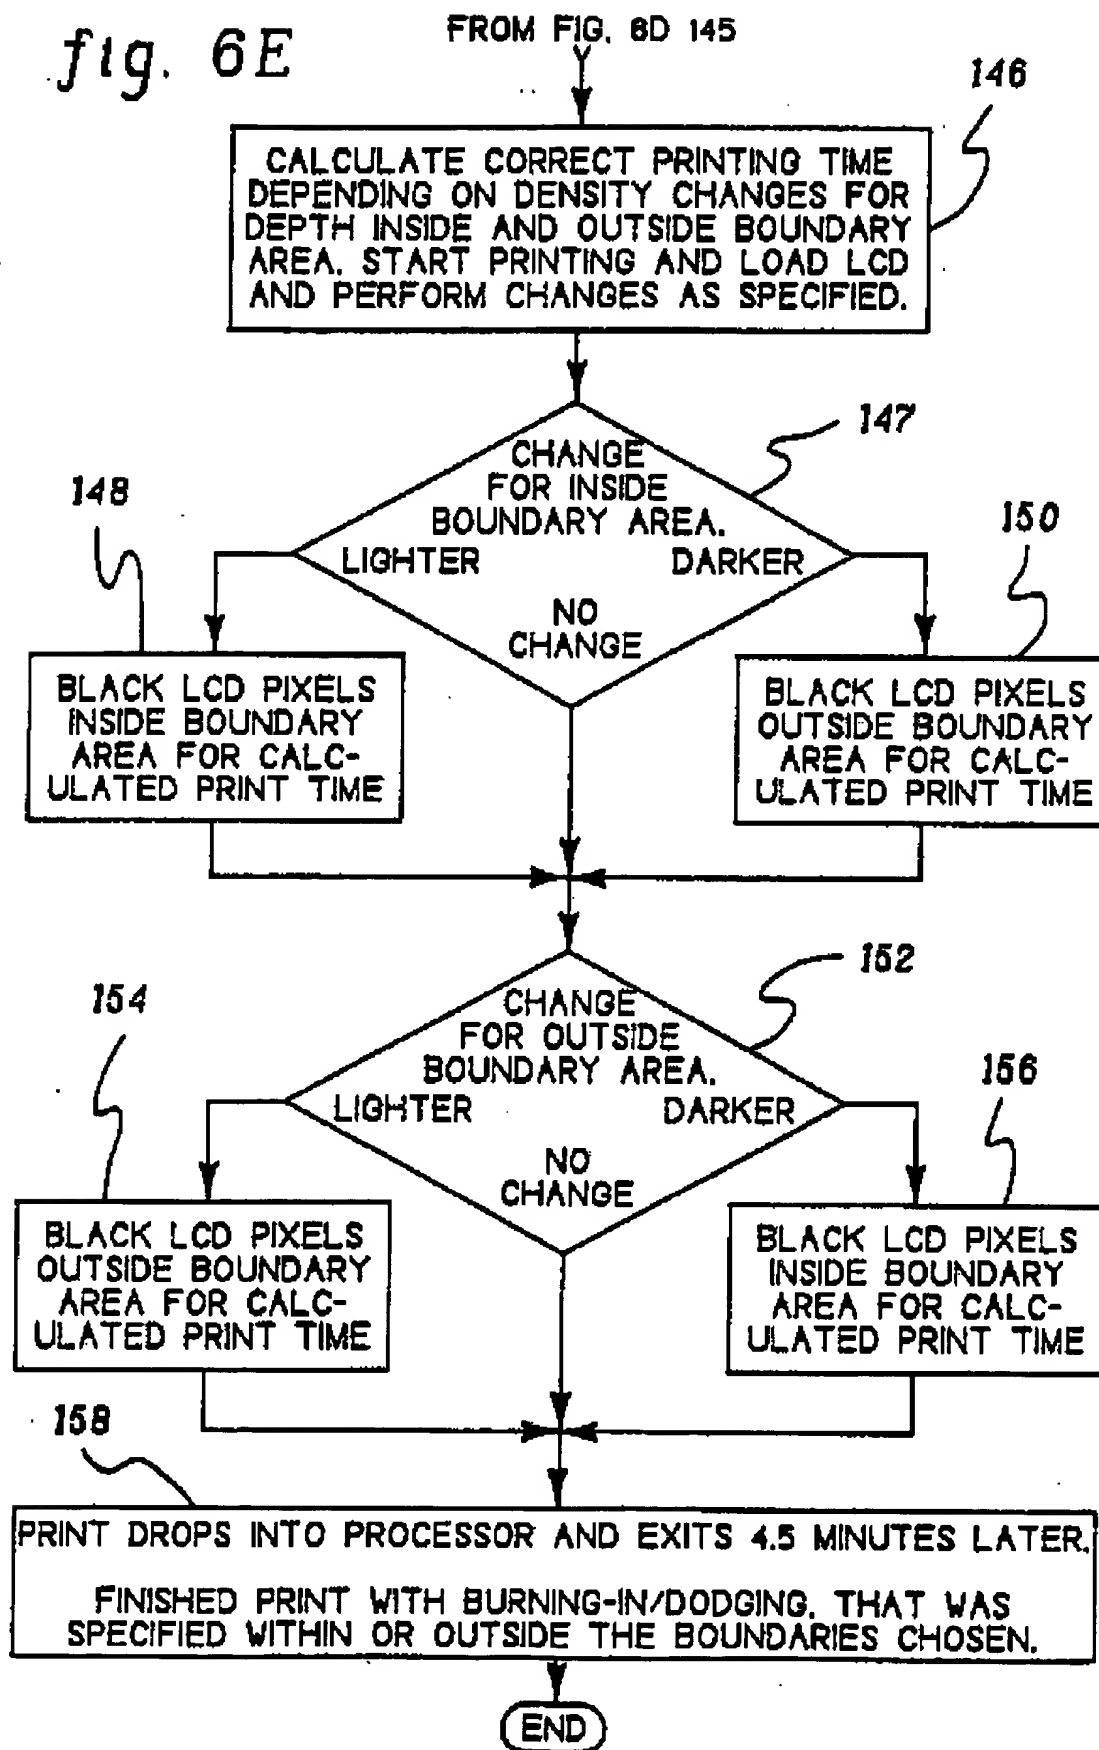 fig. 6E
FROM FIG. 6D 145
146
CALCULATE CORRECT PRINTING TIME
DEPENDING ON DENSITY CHANGES FOR
DEPTH INSIDE AND OUTSIDE BOUNDARY
AREA. START PRINTING AND LOAD LCD
AND PERFORM CHANGES AS SPECIFIED.
147
CHANGE
FOR INSIDE
BOUNDARY AREA.
LIGHTER DARKER
NO
CHANGE
148
BLACK LCD PIXELS
INSIDE BOUNDARY
AREA FOR CALC-
ULATED PRINT TIME
150
BLACK LCD PIXELS
OUTSIDE BOUNDARY
AREA FOR CALC-
ULATED PRINT TIME
152
CHANGE
FOR OUTSIDE
BOUNDARY AREA.
LIGHTER DARKER
NO
CHANGE
154
BLACK LCD PIXELS
OUTSIDE BOUNDARY
AREA FOR CALC-
ULATED PRINT TIME
156
BLACK LCD PIXELS
INSIDE BOUNDARY
AREA FOR CALC-
ULATED PRINT TIME
158
PRINT DROPS INTO PROCESSOR AND EXITS 4.5 MINUTES LATER.
FINISHED PRINT WITH BURNING-IN/DODGING. THAT WAS
SPECIFIED WITHIN OR OUTSIDE THE BOUNDARIES CHOSEN.
END